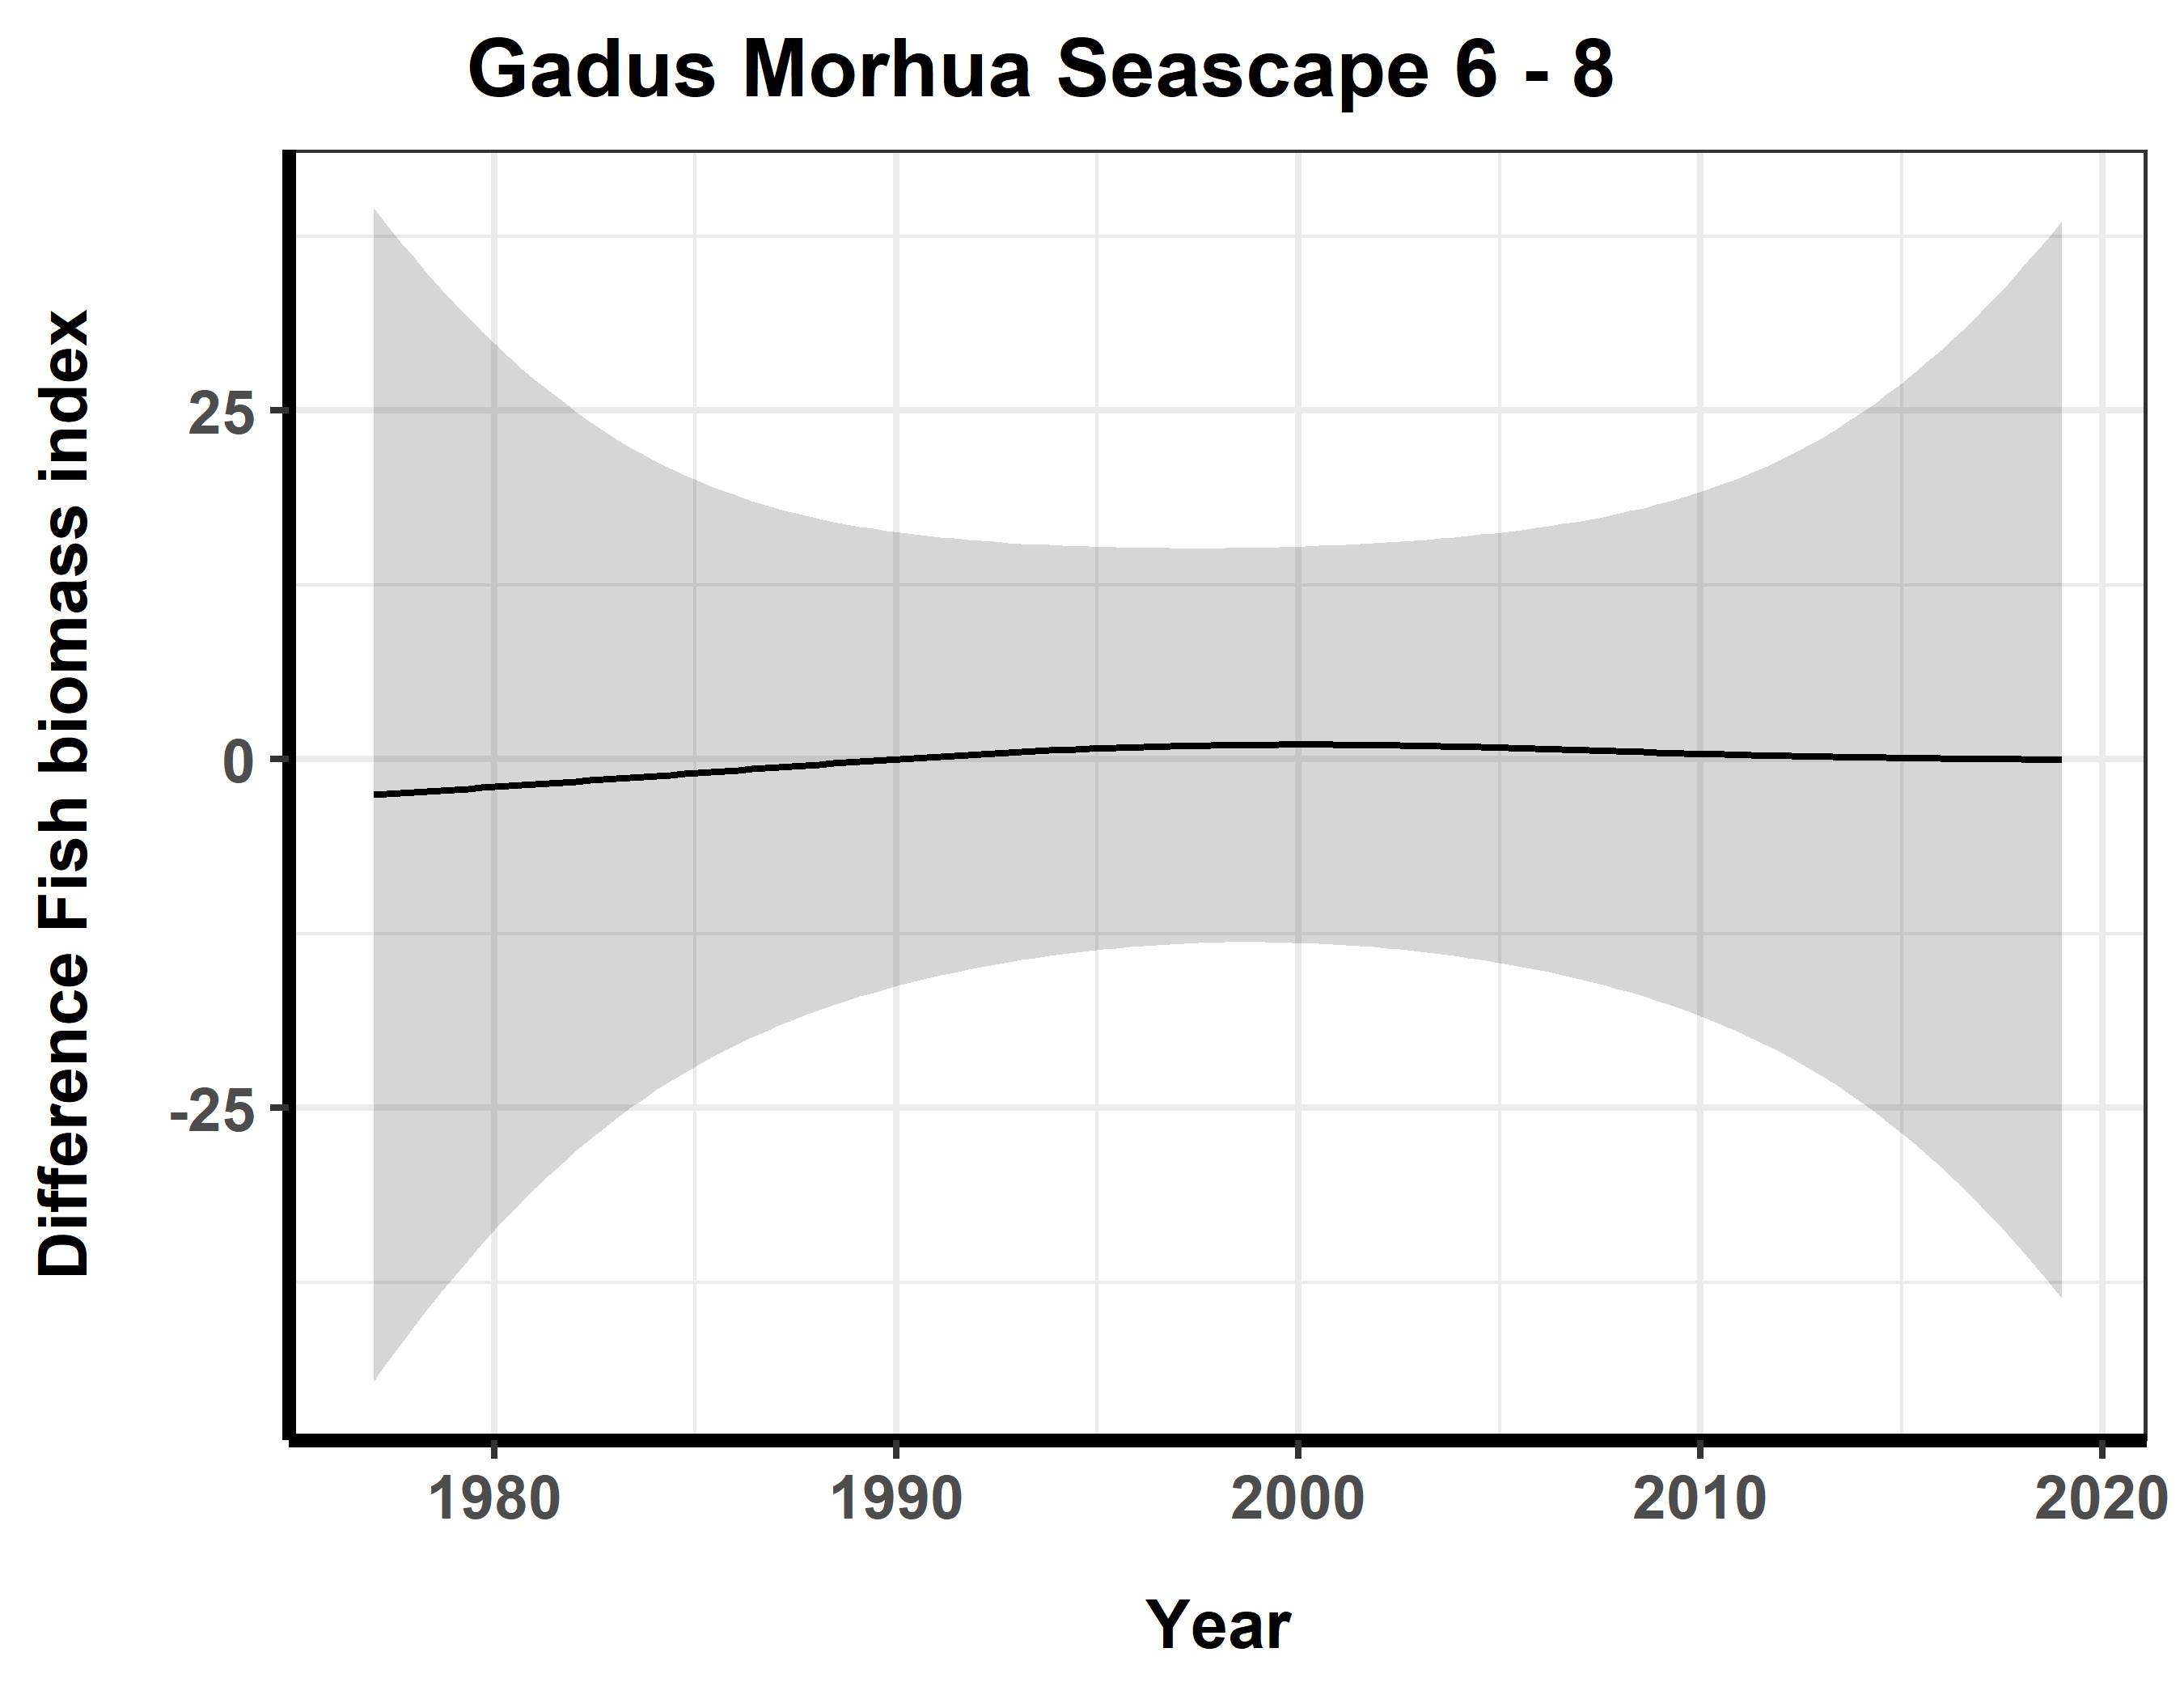 Gadus Morhua Seascape 6 - 8
Difference Fish biomass index
25
0
-25
1980
1990
2000
2010
2020
Year